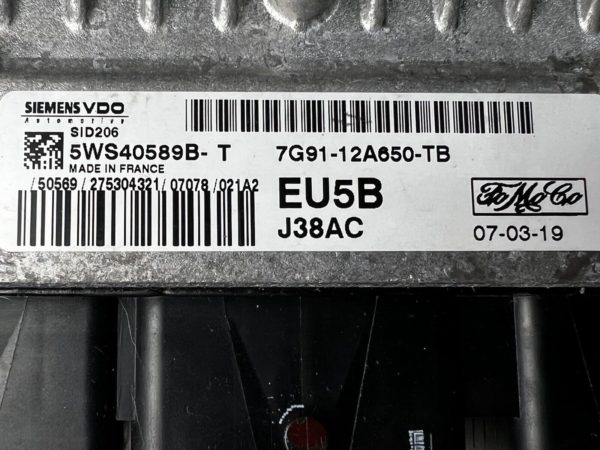 SIEMENS VDO
Automotive
SID206
5WS40589B- T 7G91-12A650-TB
MADE IN FRANCE
/50569/275304321/07078/021A2
EU5B
FoMoCo
J38AC
07-03-19